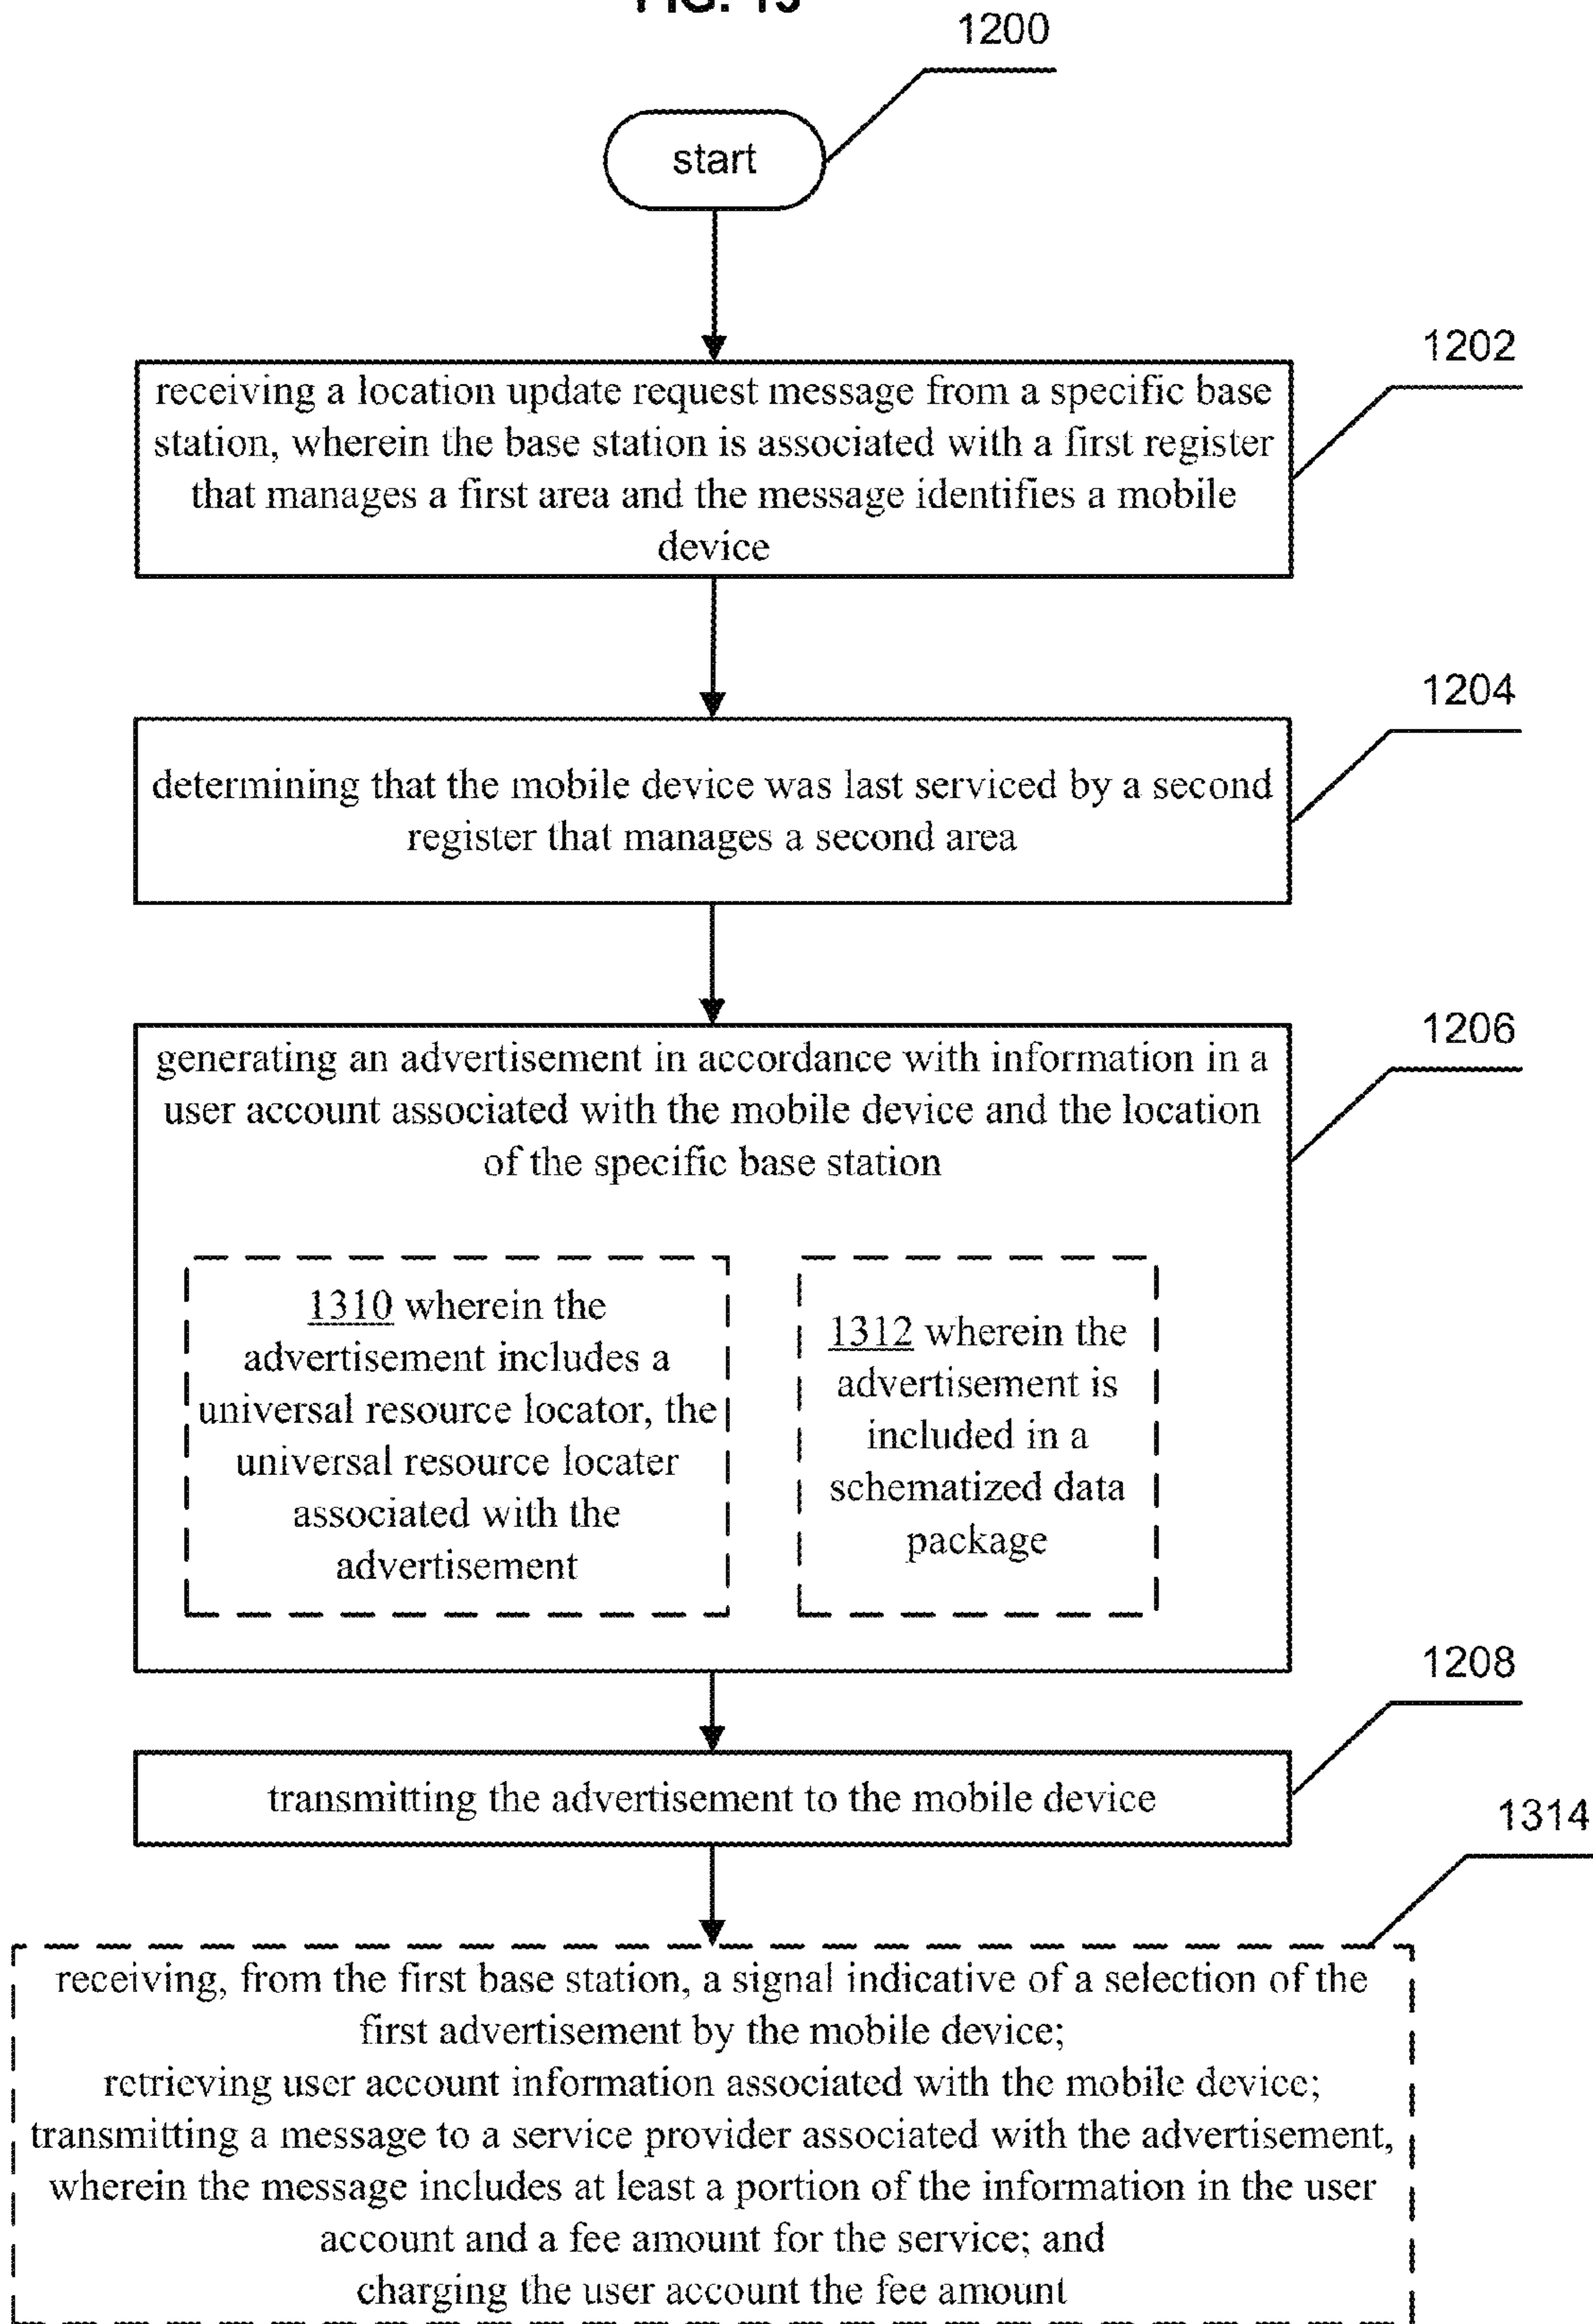 FIG. 13
1200
start
1202
receiving a location update request message from a specific base
station, wherein the base station is associated with a first register
that manages a first area and the message identifies a mobile
device
1204
determining that the mobile device was last serviced by a second
register that manages a second area
1206
generating an advertisement in accordance with information in a
user account associated with the mobile device and the location
of the specific base station
1310 wherein the
advertisement includes a
universal resource locator, the
universal resource locater
associated with the
advertisement
1312 wherein the
advertisement is
included in a
schematized data
package
1208
transmitting the advertisement to the mobile device
1314
receiving, from the first base station, a signal indicative of a selection of the
first advertisement by the mobile device;
retrieving user account information associated with the mobile device;
transmitting a message to a service provider associated with the advertisement,
wherein the message includes at least a portion of the information in the user
account and a fee amount for the service; and
charging the user account the fee amount